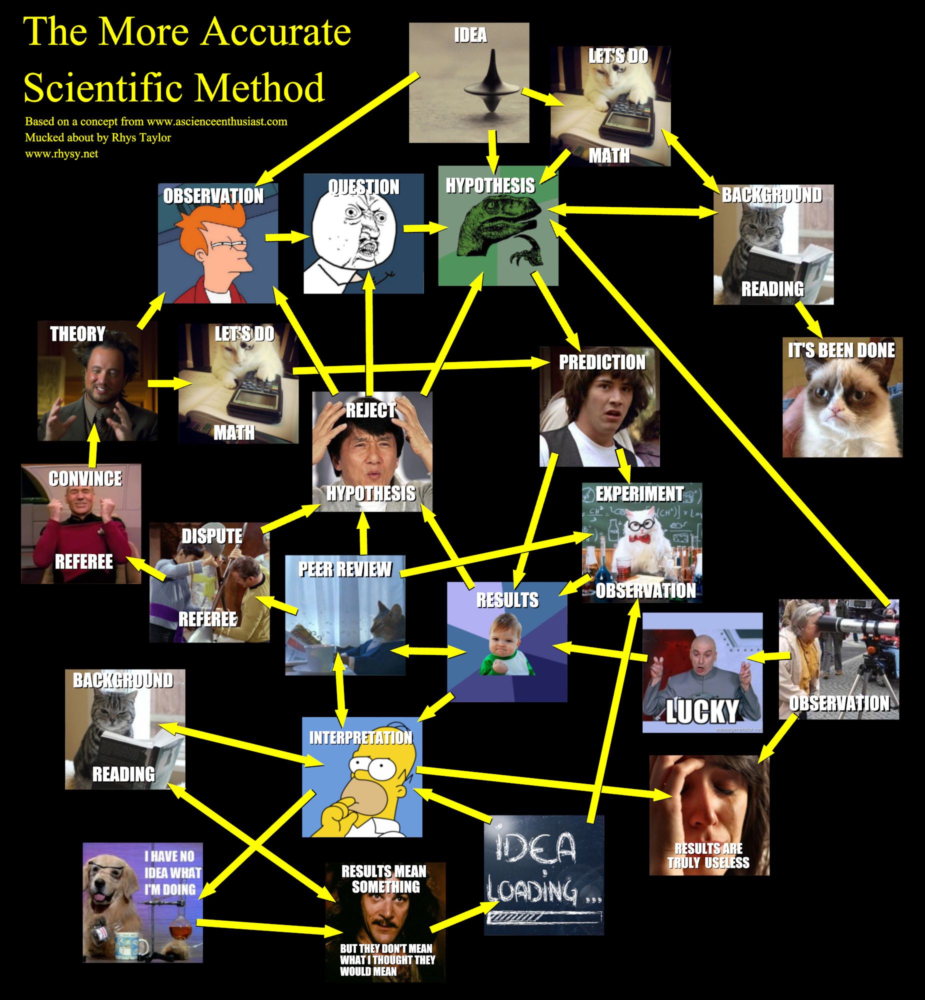 The More Accurate
Scientific Method
Based on a concept from www.ascienceenthusiast.com
Mucked about by Rhys Taylor
www.rhysy.net
IDEA
LET'S DO
MATH
OBSERVATION
QUESTION
HYPOTHESIS
BACKGROUND
READING
THEORY
LET'S DO
MATH
PREDICTION
IT'S BEEN DONE
REJECT
HYPOTHESIS
CONVINCE
REFEREE
DISPUTE
REFEREE
PEER REVIEW
EXPERIMENT
OBSERVATION
RESULTS
LUCKY
memegenerator.net
OBSERVATION
BACKGROUND
READING
INTERPRETATION
RESULTS ARE
TRULY USELESS
I HAVE NO
IDEA WHAT
I'M DOING
RESULTS MEAN
SOMETHING
BUT THEY DON'T MEAN
WHAT I THOUGHT THEY
WOULD MEAN
iDEA
LOADiNG...